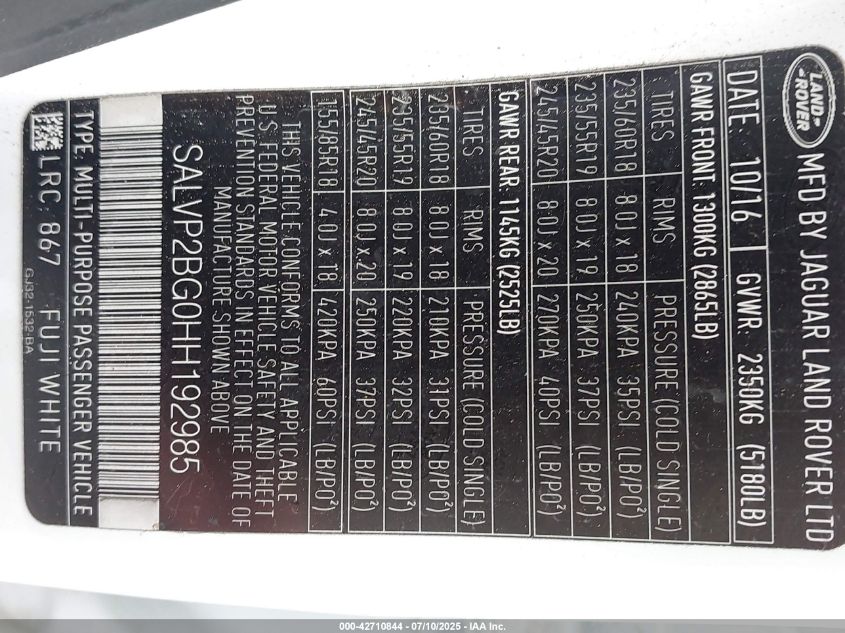 LAND-
-ROVER
MFD BY JAGUAR LAND ROVER LTD
DATE: 10/16 GVWR 2350KG (5180LB)
GAWR FRONT: 1300KG (2865LB)
TIRES RIMS PRESSURE (COLD SINGLE)
235/60R18 8.0J x 18 240KPA 35PSI (LB/PO²)
235/55R19 8.0J x 19 250KPA 37PSI (LB/PO²)
245/45R20 8.0J x 20 270KPA 40PSI (LB/PO²)
GAWR REAR: 1145KG (2525LB)
TIRES RIMS PRESSURE (COLD SINGLE)
235/60R18 8.0J x 18 210KPA 31PSI (LB/PO²)
235/55R19 8.0J x 19 220KPA 32PSI (LB/PO²)
245/45R20 8.0J x 20 250KPA 37PSI (LB/PO²)
155/85R18 4.0J x 18 420KPA 60PSI (LB/PO²)
THIS VEHICLE CONFORMS TO ALL APPLICABLE
U.S. FEDERAL MOTOR VEHICLE SAFETY AND THEFT
PREVENTION STANDARDS IN EFFECT ON THE DATE OF
MANUFACTURE SHOWN ABOVE
SALVP2BG0HH192985
TYPE: MULTI-PURPOSE PASSENGER VEHICLE
LRC: 867 FUJI WHITE
GJ32-1532-BA
000-42710844 - 07/10/2025 - IAA Inc.